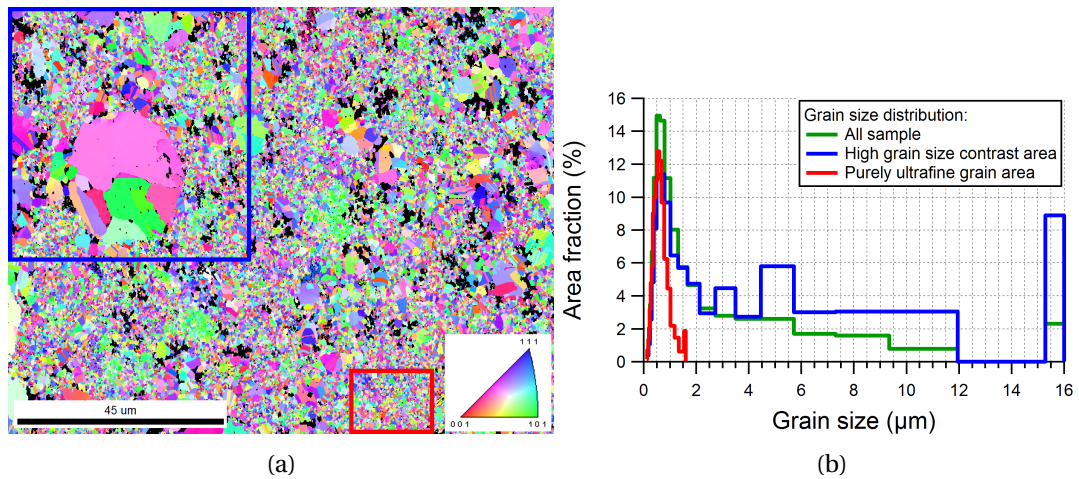 45 um
1 1 1
0 0 1
1 0 1
(a)
Area fraction (%)
16
14
12
10
8
6
4
2
0
Grain size distribution:
All sample
High grain size contrast area
Purely ultrafine grain area
0
2
4
6
8
10
12
14
16
Grain size (µm)
(b)